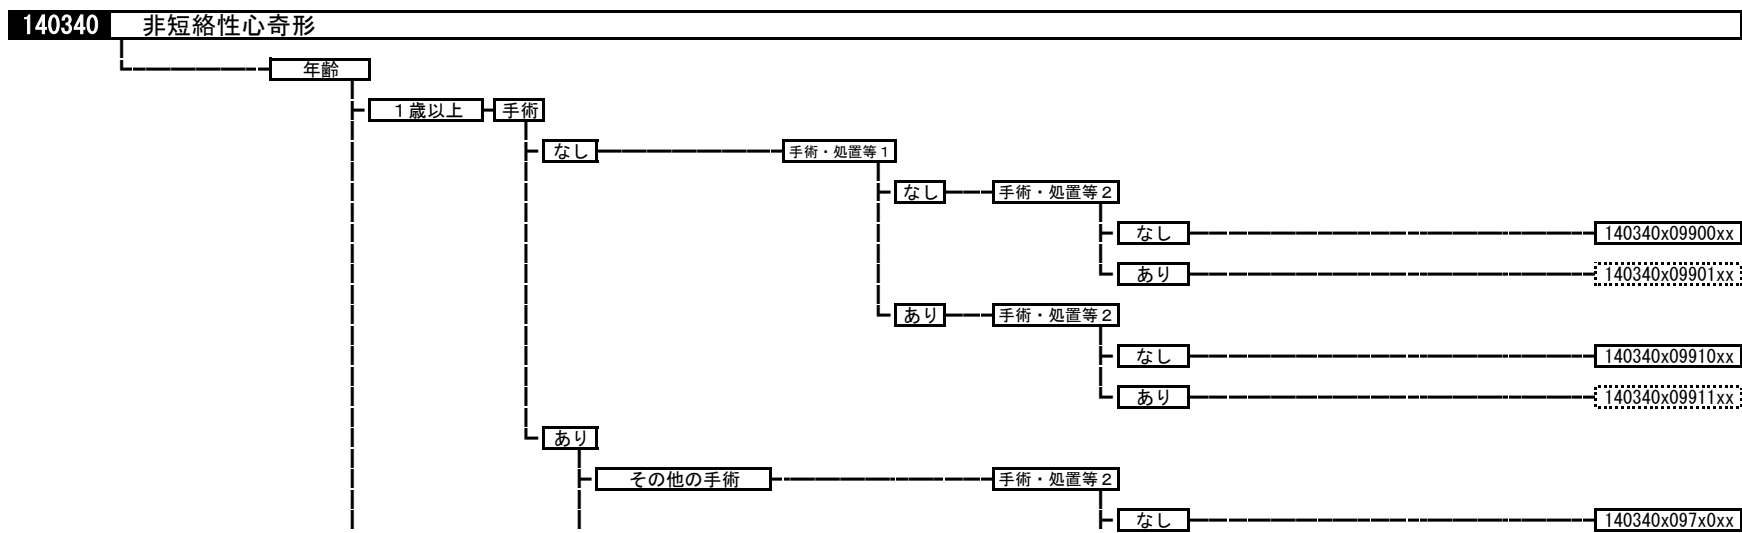 140340 非短絡性心奇形
年齢
１歳以上 手術
なし 手術・処置等１
なし 手術・処置等２
なし 140340x09900xx
あり 140340x09901xx
あり 手術・処置等２
なし 140340x09910xx
あり 140340x09911xx
あり
その他の手術 手術・処置等２
なし 140340x097x0xx